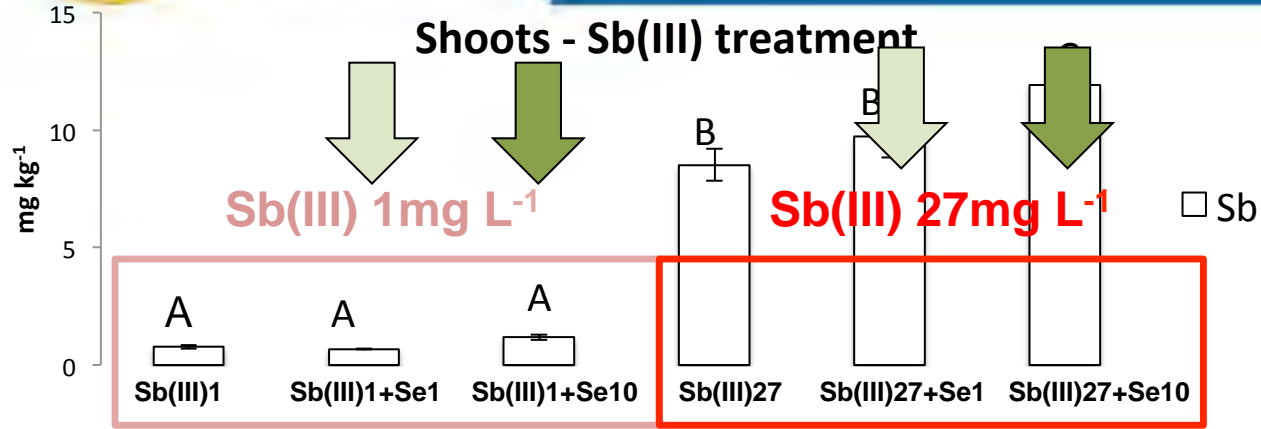 Shoots - Sb(III) treatment
mg kg⁻¹
15
10
5
0
B
B
Sb(III) 1mg L⁻¹
Sb(III) 27mg L⁻¹
Sb
A
A
A
Sb(III)1
Sb(III)1+Se1
Sb(III)1+Se10
Sb(III)27
Sb(III)27+Se1
Sb(III)27+Se10